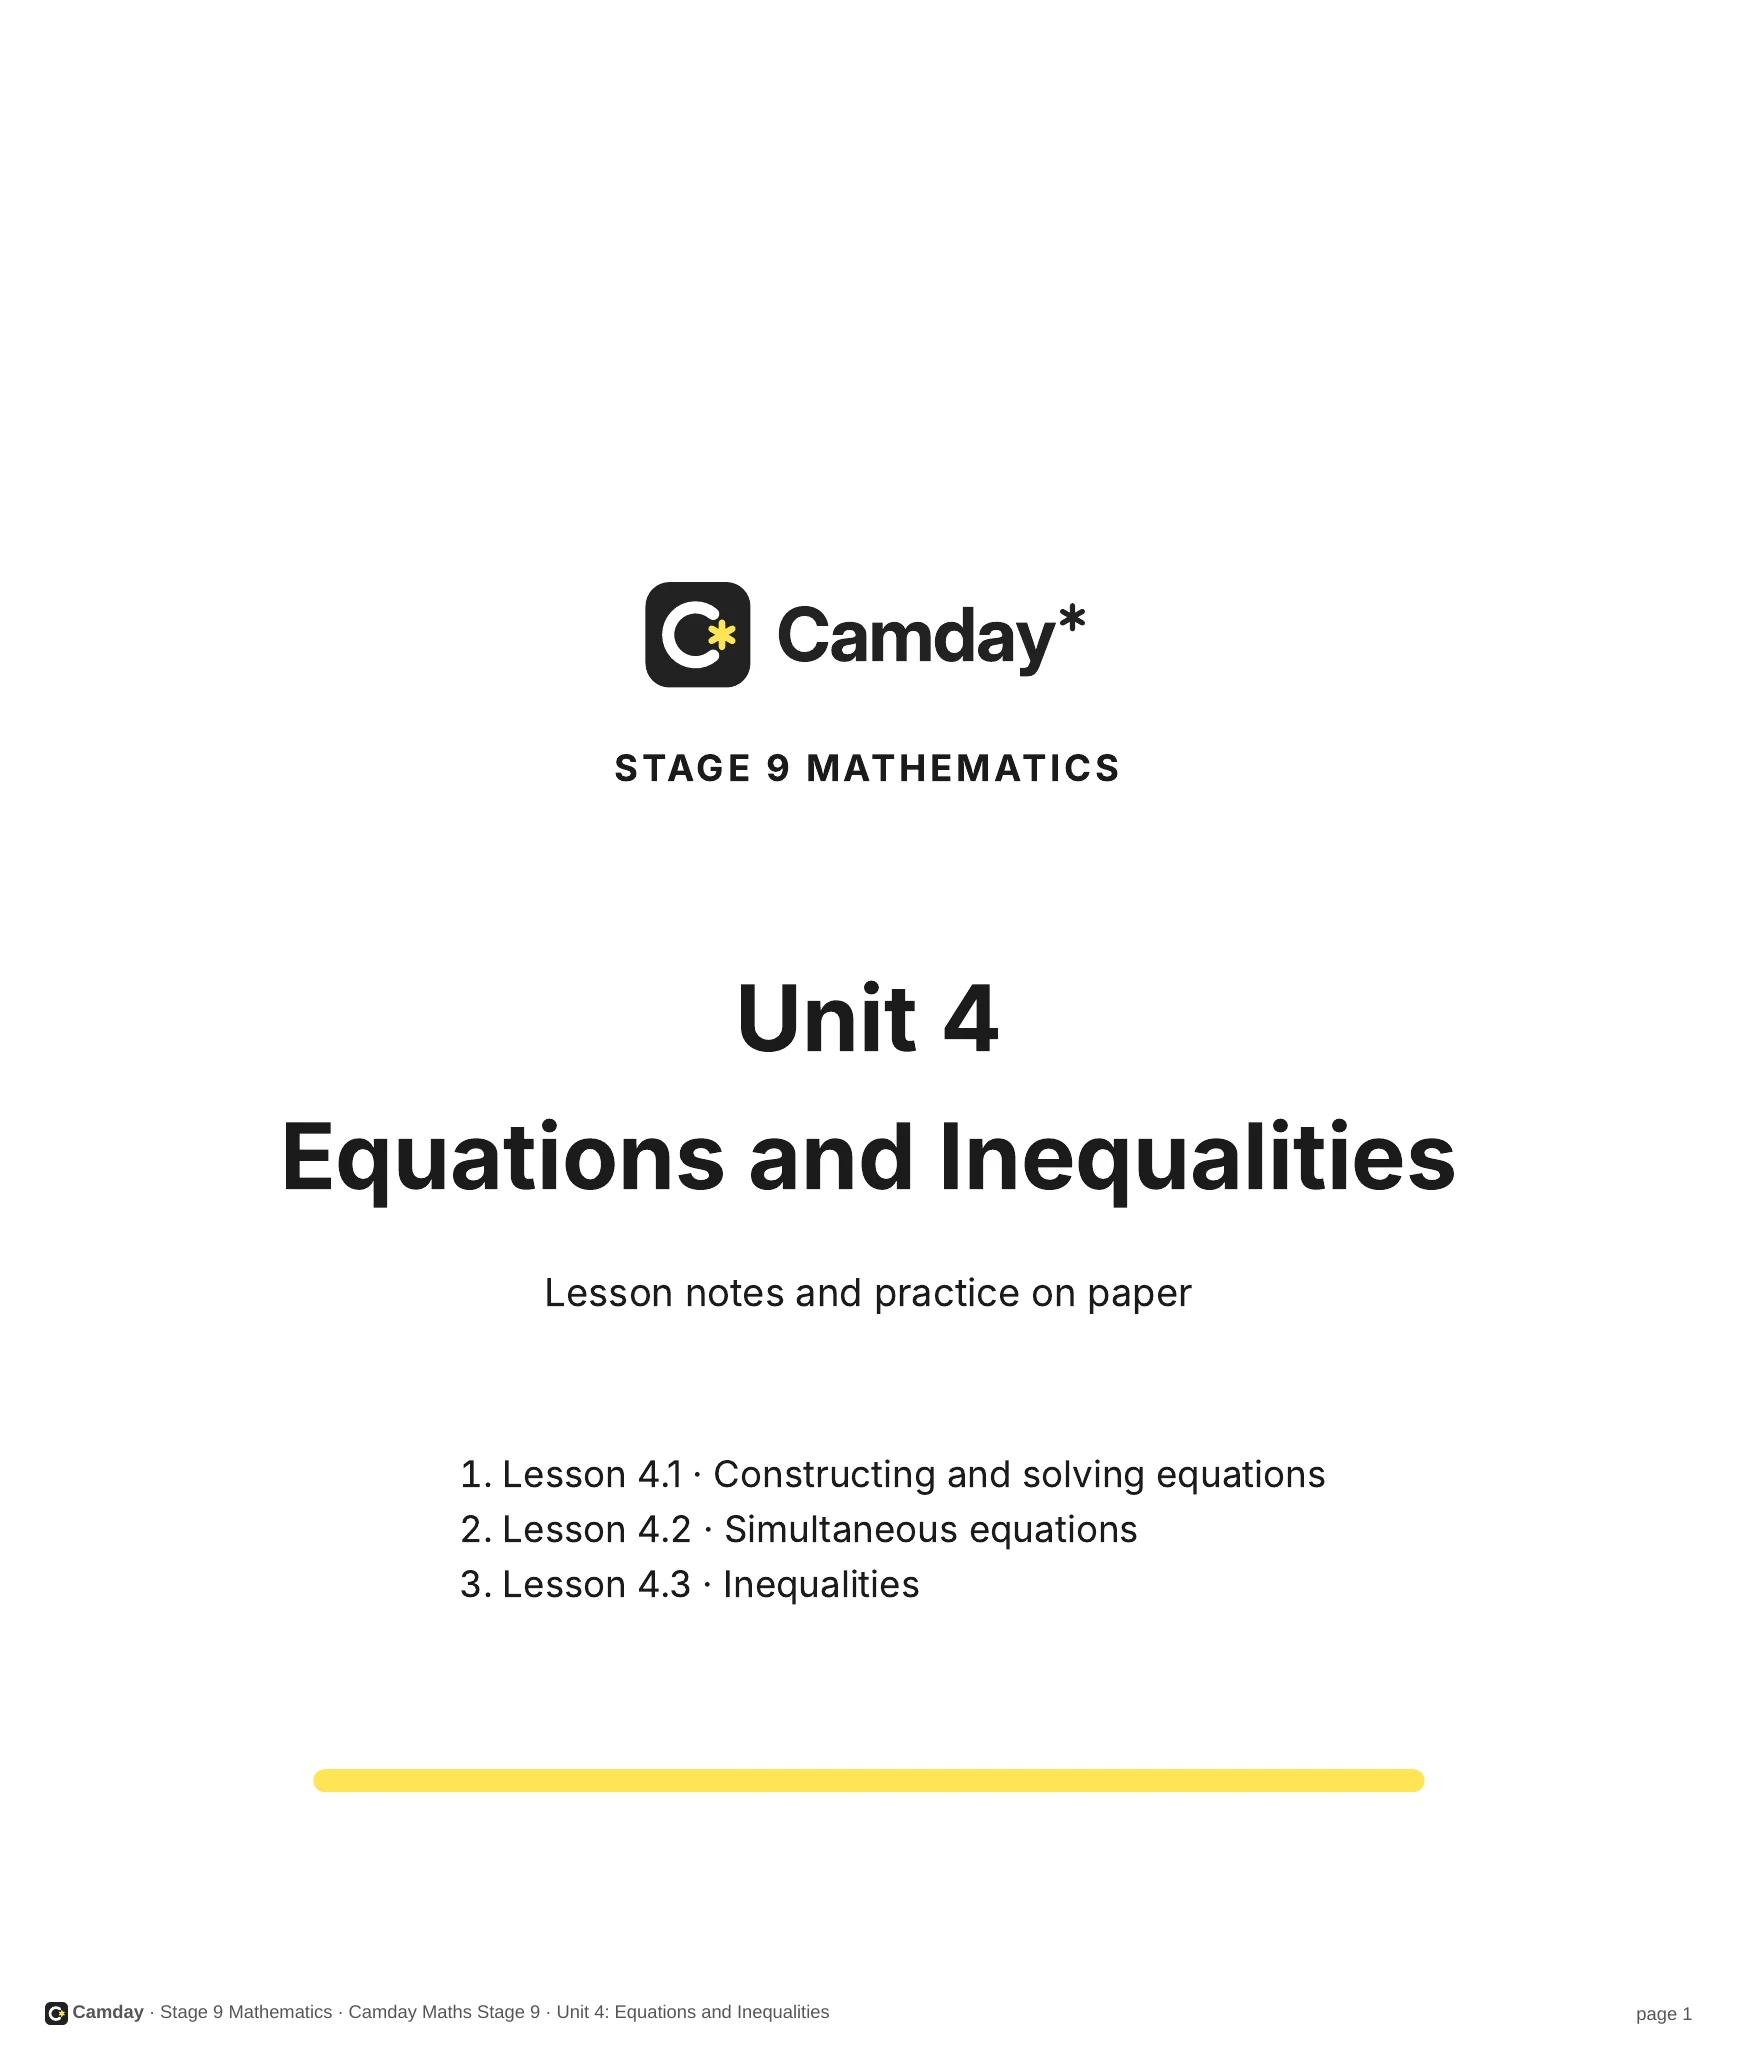 Camday*
STAGE 9 MATHEMATICS
Unit 4
Equations and Inequalities
Lesson notes and practice on paper
1. Lesson 4.1 · Constructing and solving equations
2. Lesson 4.2 · Simultaneous equations
3. Lesson 4.3 · Inequalities
Camday · Stage 9 Mathematics · Camday Maths Stage 9 · Unit 4: Equations and Inequalities
page 1